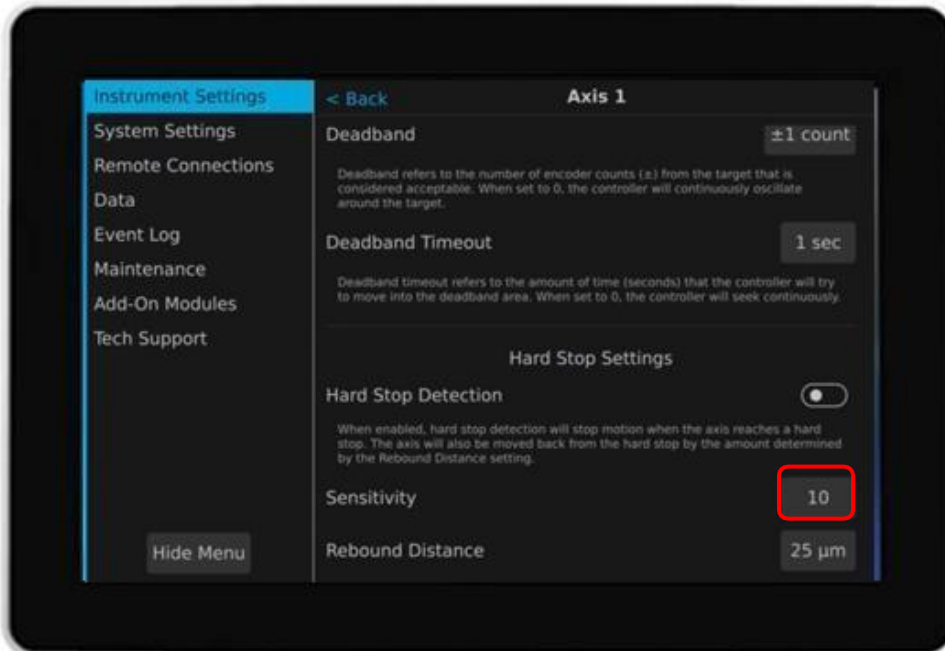 Instrument Settings
System Settings
Remote Connections
Data
Event Log
Maintenance
Add-On Modules
Tech Support
Hide Menu
< Back
Axis 1
Deadband
±1 count
Deadband refers to the number of encoder counts (±) from the target that is
considered acceptable. When set to 0, the controller will continuously oscillate
around the target.
Deadband Timeout
1 sec
Deadband timeout refers to the amount of time (seconds) that the controller will try
to move into the deadband area. When set to 0, the controller will seek continuously.
Hard Stop Settings
Hard Stop Detection
When enabled, hard stop detection will stop motion when the axis reaches a hard
stop. The axis will also be moved back from the hard stop by the amount determined
by the Rebound Distance setting.
Sensitivity
10
Rebound Distance
25 µm